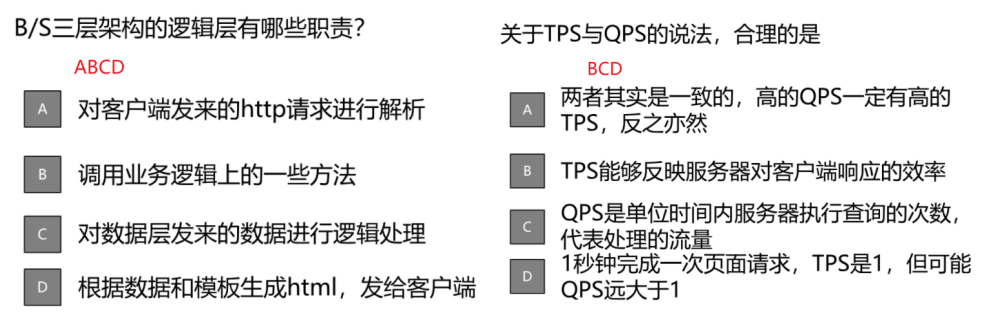 B/S三层架构的逻辑层有哪些职责?
ABCD
A 对客户端发来的http请求进行解析
B 调用业务逻辑上的一些方法
C 对数据层发来的数据进行逻辑处理
D 根据数据和模板生成html，发给客户端
关于TPS与QPS的说法，合理的是
BCD
A 两者其实是一致的，高的QPS一定有高的
TPS，反之亦然
B TPS能够反映服务器对客户端响应的效率
C QPS是单位时间内服务器执行查询的次数，
代表处理的流量
D 1秒钟完成一次页面请求，TPS是1，但可能
QPS远大于1